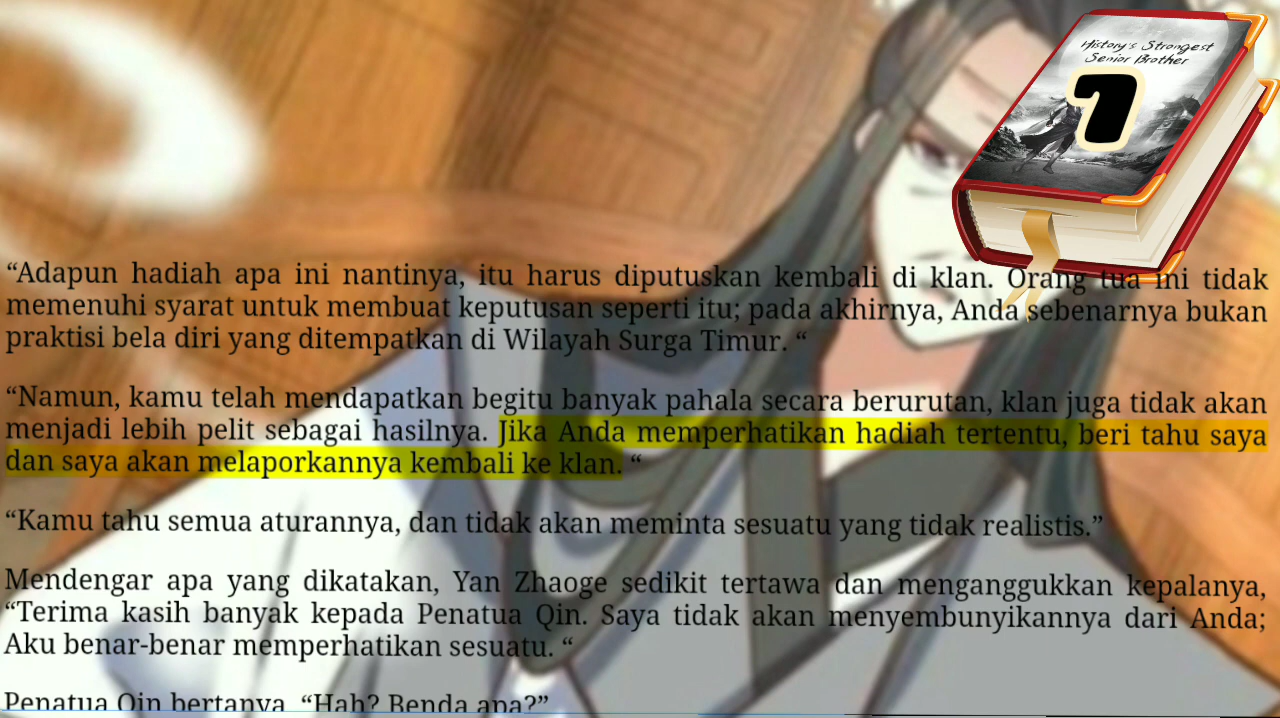 History's Strongest
Senior Brother
7
“Adapun hadiah apa ini nantinya, itu harus diputuskan kembali di klan. Orang tua ini tidak
memenuhi syarat untuk membuat keputusan seperti itu; pada akhirnya, Anda sebenarnya bukan
praktisi bela diri yang ditempatkan di Wilayah Surga Timur. “
“Namun, kamu telah mendapatkan begitu banyak pahala secara berurutan, klan juga tidak akan
menjadi lebih pelit sebagai hasilnya. Jika Anda memperhatikan hadiah tertentu, beri tahu saya
dan saya akan melaporkannya kembali ke klan. “
“Kamu tahu semua aturannya, dan tidak akan meminta sesuatu yang tidak realistis.”
Mendengar apa yang dikatakan, Yan Zhaoge sedikit tertawa dan menganggukkan kepalanya,
“Terima kasih banyak kepada Penatua Qin. Saya tidak akan menyembunyikannya dari Anda;
Aku benar-benar memperhatikan sesuatu. “
Penatua Qin bertanya, “Hah? Benda apa?”